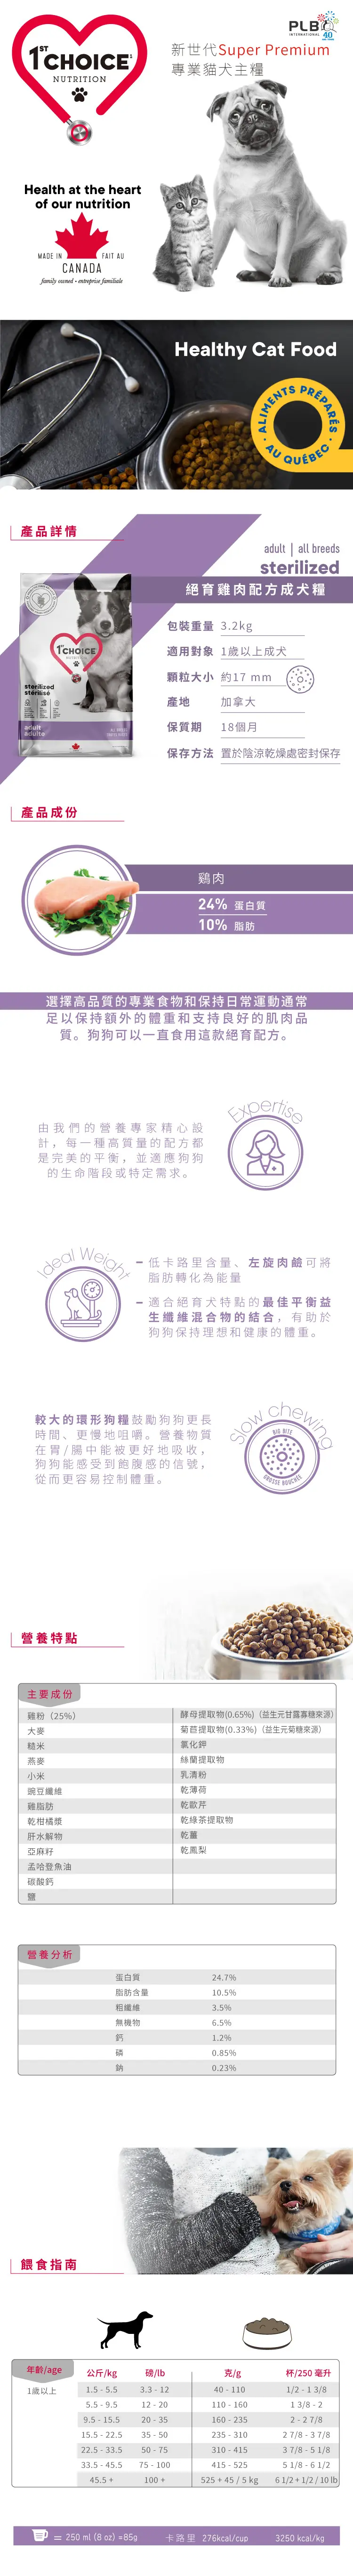 1ST CHOICE
NUTRITION
PLB
INTERNATIONAL 40
新世代Super Premium
專業貓犬主糧
Health at the heart
of our nutrition
MADE IN FAIT AU
CANADA
family owned • entreprise familiale
Healthy Cat Food
ALIMENTS PRÉPARÉS
AU QUÉBEC
產品詳情
adult | all breeds
sterilized
絕育雞肉配方成犬糧
1ST CHOICE
sterilized
stérilisé
adult
adulte
包裝重量 3.2kg
適用對象 1歲以上成犬
顆粒大小 約17 mm
產地 加拿大
保質期 18個月
保存方法 置於陰涼乾燥處密封保存
產品成份
鷄肉
24% 蛋白質
10% 脂肪
選擇高品質的專業食物和保持日常運動通常
足以保持額外的體重和支持良好的肌肉品
質。狗狗可以一直食用這款絕育配方。
由我們的營養專家精心設
計，每一種高質量的配方都
是完美的平衡，並適應狗狗
的生命階段或特定需求。
Expertise
Ideal Weight
– 低卡路里含量、左旋肉鹼可將
脂肪轉化為能量
– 適合絕育犬特點的最佳平衡益
生纖維混合物的結合，有助於
狗狗保持理想和健康的體重。
較大的環形狗糧鼓勵狗狗更長
時間、更慢地咀嚼。營養物質
在胃/腸中能被更好地吸收，
狗狗能感受到飽腹感的信號，
從而更容易控制體重。
Slow chewing
BIG BITE
GROSSE BOUCHÉE
營養特點
主要成份
雞粉（25%）
大麥
糙米
燕麥
小米
豌豆纖維
雞脂肪
乾柑橘漿
肝水解物
亞麻籽
孟哈登魚油
碳酸鈣
鹽
酵母提取物(0.65%)（益生元甘露寡糖來源）
菊苣提取物(0.33%)（益生元菊糖來源）
氯化鉀
絲蘭提取物
乳清粉
乾薄荷
乾歐芹
乾綠茶提取物
乾薑
乾鳳梨
營養分析
蛋白質 24.7%
脂肪含量 10.5%
粗纖維 3.5%
無機物 6.5%
鈣 1.2%
磷 0.85%
鈉 0.23%
餵食指南
年齡/age 公斤/kg 磅/lb 克/g 杯/250 毫升
1歲以上 1.5 - 5.5 3.3 - 12 40 - 110 1/2 - 1 3/8
5.5 - 9.5 12 - 20 110 - 160 1 3/8 - 2
9.5 - 15.5 20 - 35 160 - 235 2 - 2 7/8
15.5 - 22.5 35 - 50 235 - 310 2 7/8 - 3 7/8
22.5 - 33.5 50 - 75 310 - 415 3 7/8 - 5 1/8
33.5 - 45.5 75 - 100 415 - 525 5 1/8 - 6 1/2
45.5 + 100 + 525 + 45 / 5 kg 6 1/2 + 1/2 / 10 lb
= 250 ml (8 oz) =85g 卡路里 276kcal/cup 3250 kcal/kg